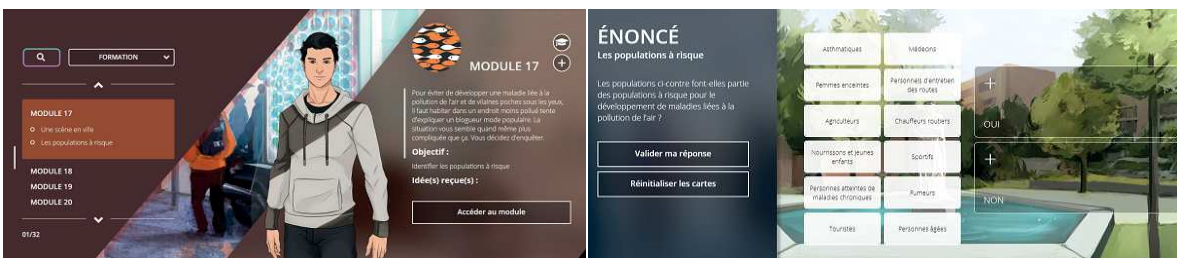 FORMATION
MODULE 17
Une scène en ville
Les populations à risque
MODULE 18
MODULE 19
MODULE 20
01/32
MODULE 17
Pour éviter de développer une maladie liée à la
pollution de l'air et de vilaines poches sous les yeux,
il faut habiter dans un endroit moins pollué tente
d'expliquer un blogueur mode populaire. La
situation vous semble quand même plus
compliquée que ça. Vous décidez d'enquêter.
Objectif :
Identifier les populations à risque
Idée(s) reçue(s) :
Accéder au module
ÉNONCÉ
Les populations à risque
Les populations ci-contre font-elles partie
des populations à risque pour le
développement de maladies liées à la
pollution de l'air ?
Valider ma réponse
Réinitialiser les cartes
Asthmatiques
Médecins
Femmes enceintes
Personnels d'entretien
des routes
Agriculteurs
Chauffeurs routiers
Nourrissons et jeunes
enfants
Sportifs
Personnes atteintes de
maladies chroniques
Fumeurs
Touristes
Personnes âgées
+
OUI
+
NON